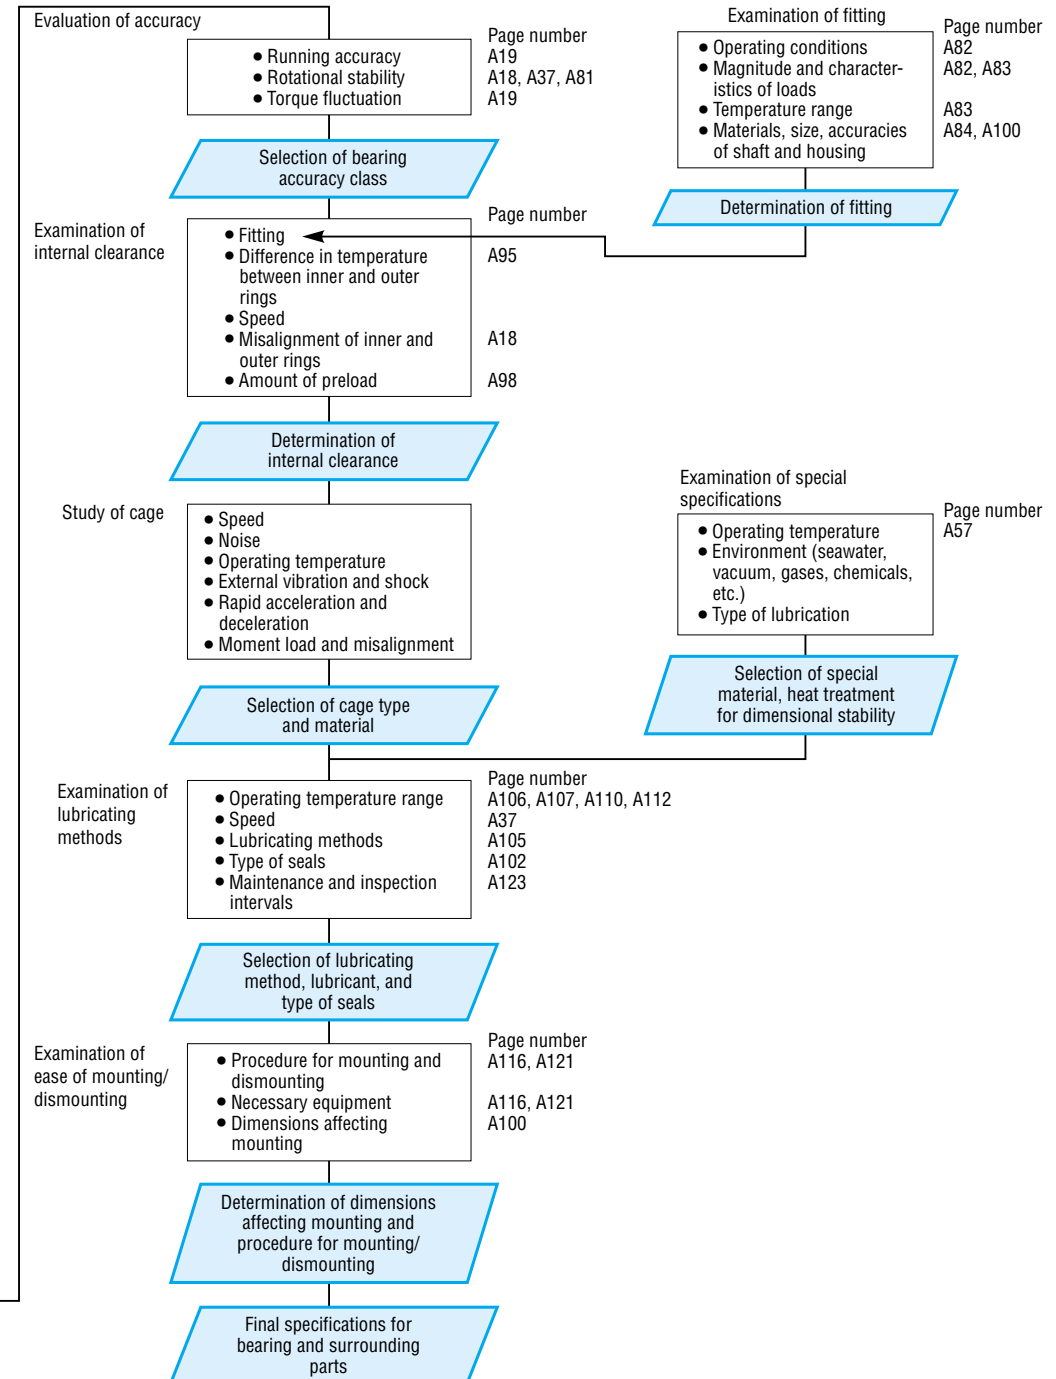 Evaluation of accuracy
Page number
• Running accuracy
A19
• Rotational stability
A18, A37, A81
• Torque fluctuation
A19
Selection of bearing
accuracy class
Examination of fitting
Page number
• Operating conditions
A82
• Magnitude and character-
A82, A83
istics of loads
• Temperature range
A83
• Materials, size, accuracies
A84, A100
of shaft and housing
Determination of fitting
Examination of
internal clearance
Page number
• Fitting
• Difference in temperature
A95
between inner and outer
rings
• Speed
• Misalignment of inner and
A18
outer rings
• Amount of preload
A98
Determination of
internal clearance
Study of cage
• Speed
• Noise
• Operating temperature
• External vibration and shock
• Rapid acceleration and
deceleration
• Moment load and misalignment
Selection of cage type
and material
Examination of special
specifications
Page number
• Operating temperature
A57
• Environment (seawater,
vacuum, gases, chemicals,
etc.)
• Type of lubrication
Selection of special
material, heat treatment
for dimensional stability
Examination of
lubricating
methods
Page number
• Operating temperature range
A106, A107, A110, A112
• Speed
A37
• Lubricating methods
A105
• Type of seals
A102
• Maintenance and inspection
A123
intervals
Selection of lubricating
method, lubricant, and
type of seals
Examination of
ease of mounting/
dismounting
Page number
• Procedure for mounting and
A116, A121
dismounting
• Necessary equipment
A116, A121
• Dimensions affecting
A100
mounting
Determination of dimensions
affecting mounting and
procedure for mounting/
dismounting
Final specifications for
bearing and surrounding
parts